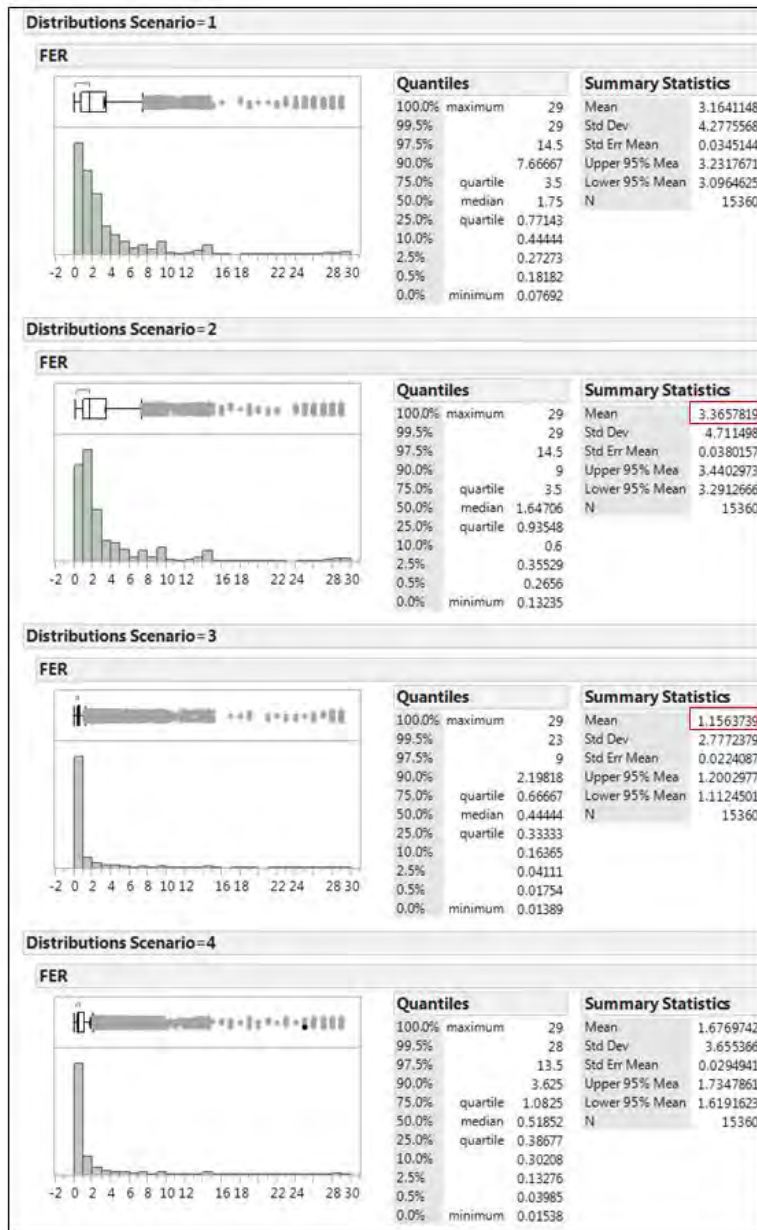 Distributions Scenario=1
FER
-2 0 2 4 6 8 10 12 16 18 22 24 28 30
Quantiles
100.0% maximum 29
99.5% 29
97.5% 14.5
90.0% 7.66667
75.0% quartile 3.5
50.0% median 1.75
25.0% quartile 0.77143
10.0% 0.44444
2.5% 0.27273
0.5% 0.18182
0.0% minimum 0.07692
Summary Statistics
Mean 3.1641148
Std Dev 4.2775568
Std Err Mean 0.0345144
Upper 95% Mea 3.2317671
Lower 95% Mean 3.0964625
N 15360
Distributions Scenario=2
FER
-2 0 2 4 6 8 10 12 16 18 22 24 28 30
Quantiles
100.0% maximum 29
99.5% 29
97.5% 14.5
90.0% 9
75.0% quartile 3.5
50.0% median 1.64706
25.0% quartile 0.93548
10.0% 0.6
2.5% 0.35529
0.5% 0.2656
0.0% minimum 0.13235
Summary Statistics
Mean 3.3657819
Std Dev 4.711498
Std Err Mean 0.0380157
Upper 95% Mea 3.4402973
Lower 95% Mean 3.2912666
N 15360
Distributions Scenario=3
FER
-2 0 2 4 6 8 10 12 16 18 22 24 28 30
Quantiles
100.0% maximum 29
99.5% 23
97.5% 9
90.0% 2.19818
75.0% quartile 0.66667
50.0% median 0.44444
25.0% quartile 0.33333
10.0% 0.16365
2.5% 0.04111
0.5% 0.01754
0.0% minimum 0.01389
Summary Statistics
Mean 1.1563739
Std Dev 2.7772379
Std Err Mean 0.0224087
Upper 95% Mea 1.2002977
Lower 95% Mean 1.1124501
N 15360
Distributions Scenario=4
FER
-2 0 2 4 6 8 10 12 16 18 22 24 28 30
Quantiles
100.0% maximum 29
99.5% 28
97.5% 13.5
90.0% 3.625
75.0% quartile 1.0825
50.0% median 0.51852
25.0% quartile 0.38677
10.0% 0.30208
2.5% 0.13276
0.5% 0.03985
0.0% minimum 0.01538
Summary Statistics
Mean 1.6769742
Std Dev 3.655366
Std Err Mean 0.0294941
Upper 95% Mea 1.7347861
Lower 95% Mean 1.6191623
N 15360